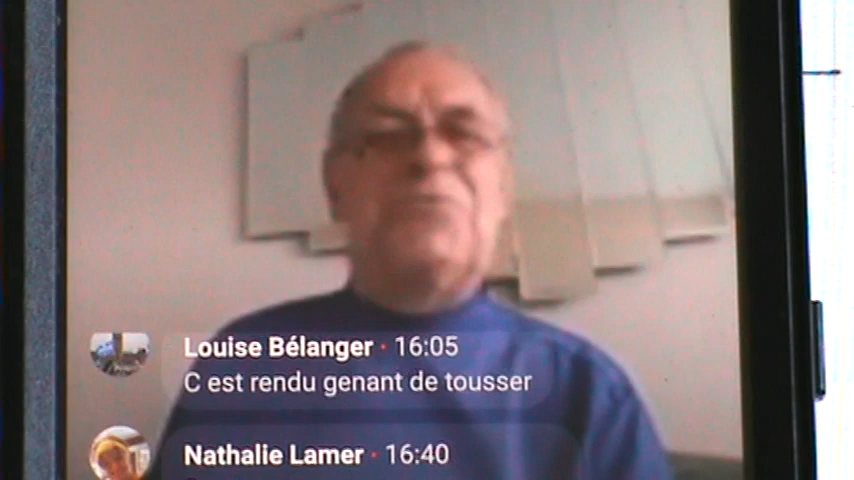 Louise Bélanger · 16:05
C est rendu genant de tousser
Nathalie Lamer · 16:40